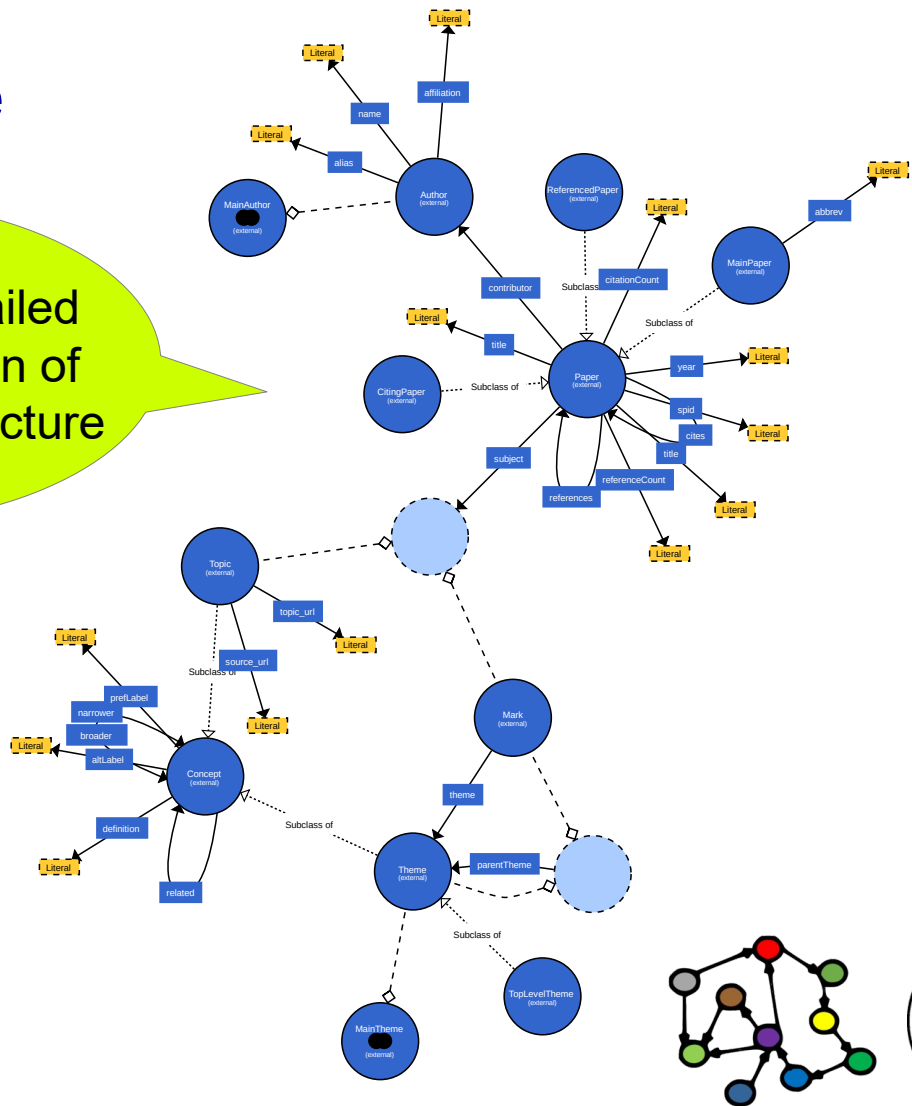 e
ailed
n of
cture
Literal
Literal
affiliation
name
Literal
alias
Literal
Author
(external)
ReferencedPaper
(external)
MainAuthor
(external)
Literal
abbrev
MainPaper
(external)
contributor
Subclass
citationCount
Literal
title
Subclass of
year
Literal
Paper
(external)
CitingPaper
(external)
Subclass of
spid
cites
Literal
title
subject
referenceCount
references
Literal
Literal
Topic
(external)
topic_url
Literal
Literal
source_url
Subclass of
prefLabel
narrower
Literal
broader
Literal
altLabel
Mark
(external)
Concept
(external)
theme
definition
Subclass of
Literal
parentTheme
Theme
(external)
related
Subclass of
TopLevelTheme
(external)
MainTheme
(external)